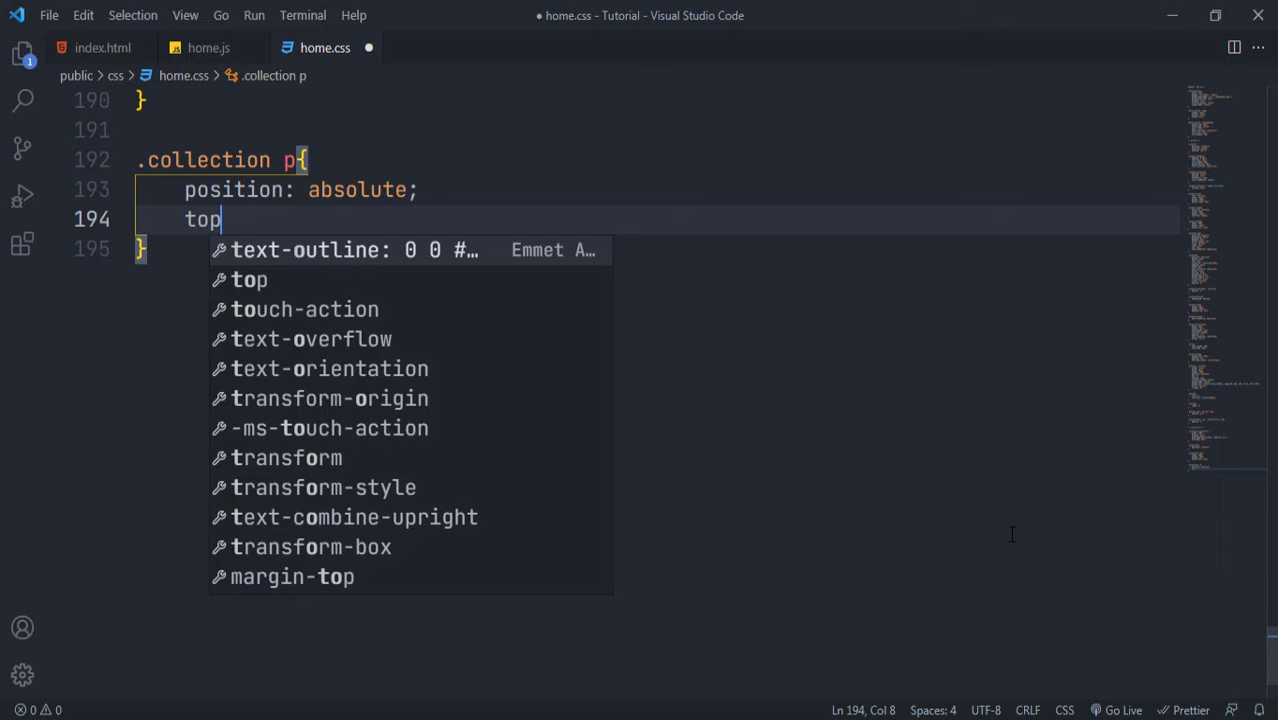 File Edit Selection View Go Run Terminal Help
● home.css - Tutorial - Visual Studio Code
index.html home.js home.css ●
public > css > home.css > .collection p
190 }
191
192 .collection p{
193 position: absolute;
194 top
195 }
text-outline: 0 0 #… Emmet A…
top
touch-action
text-overflow
text-orientation
transform-origin
-ms-touch-action
transform
transform-style
text-combine-upright
transform-box
margin-top
1
0 0 Ln 194, Col 8 Spaces: 4 UTF-8 CRLF CSS Go Live Prettier